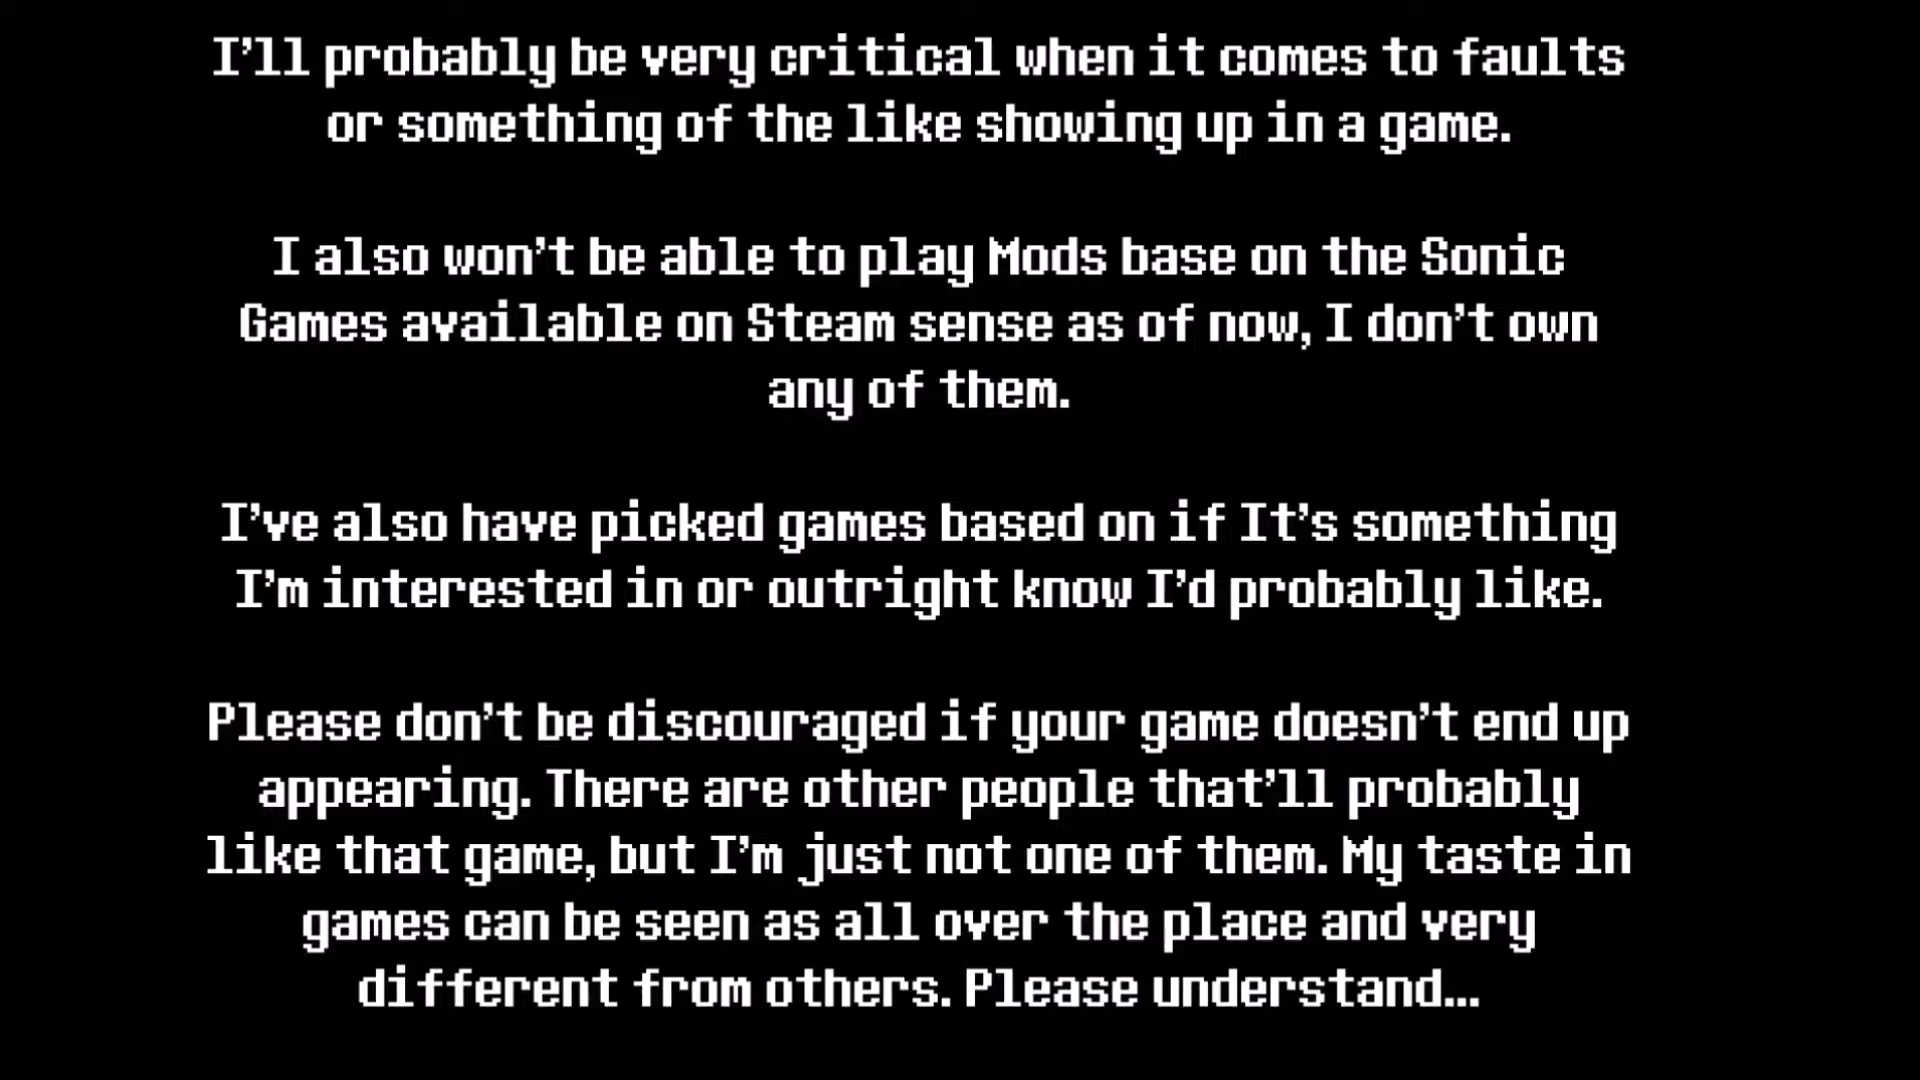 I'll probably be very critical when it comes to faults
or something of the like showing up in a game.
I also won't be able to play Mods base on the Sonic
Games available on Steam sense as of now, I don't own
any of them.
I've also have picked games based on if It's something
I'm interested in or outright know I'd probably like.
Please don't be discouraged if your game doesn't end up
appearing. There are other people that'll probably
like that game, but I'm just not one of them. My taste in
games can be seen as all over the place and very
different from others. Please understand...